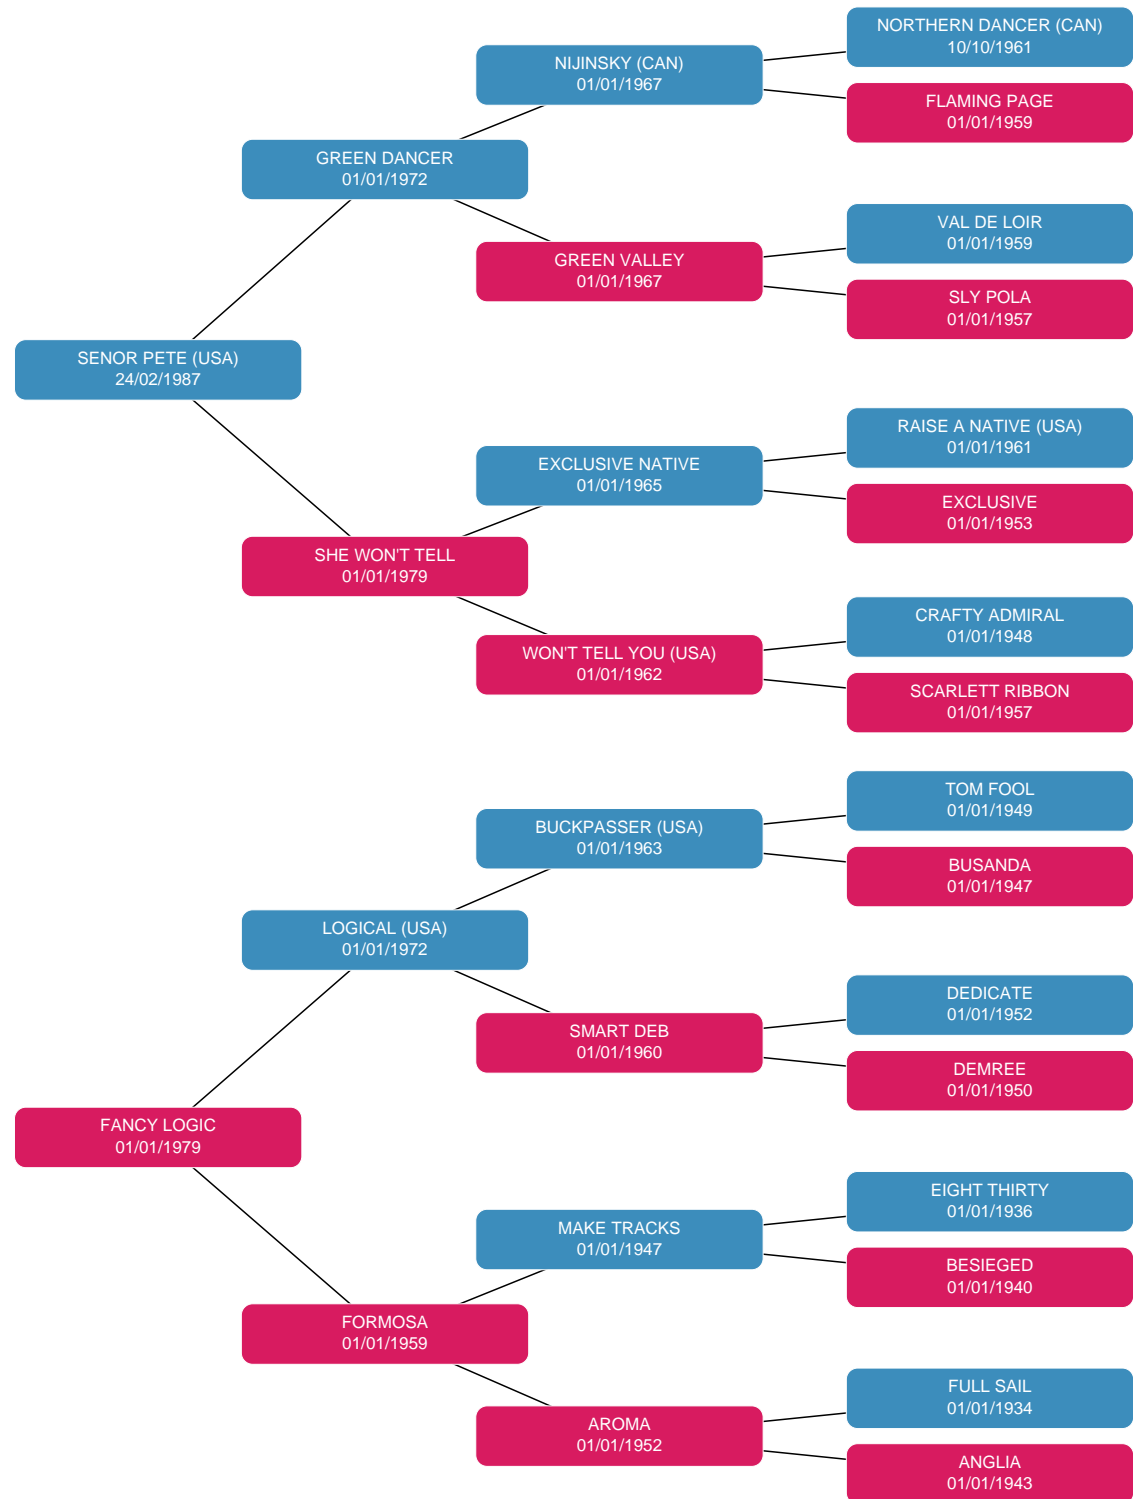 NORTHERN DANCER (CAN)
10/10/1961
NIJINSKY (CAN)
01/01/1967
FLAMING PAGE
01/01/1959
GREEN DANCER
01/01/1972
VAL DE LOIR
01/01/1959
GREEN VALLEY
01/01/1967
SLY POLA
01/01/1957
SENOR PETE (USA)
24/02/1987
RAISE A NATIVE (USA)
01/01/1961
EXCLUSIVE NATIVE
01/01/1965
EXCLUSIVE
01/01/1953
SHE WON'T TELL
01/01/1979
CRAFTY ADMIRAL
01/01/1948
WON'T TELL YOU (USA)
01/01/1962
SCARLETT RIBBON
01/01/1957
TOM FOOL
01/01/1949
BUCKPASSER (USA)
01/01/1963
BUSANDA
01/01/1947
LOGICAL (USA)
01/01/1972
DEDICATE
01/01/1952
SMART DEB
01/01/1960
DEMREE
01/01/1950
FANCY LOGIC
01/01/1979
EIGHT THIRTY
01/01/1936
MAKE TRACKS
01/01/1947
BESIEGED
01/01/1940
FORMOSA
01/01/1959
FULL SAIL
01/01/1934
AROMA
01/01/1952
ANGLIA
01/01/1943